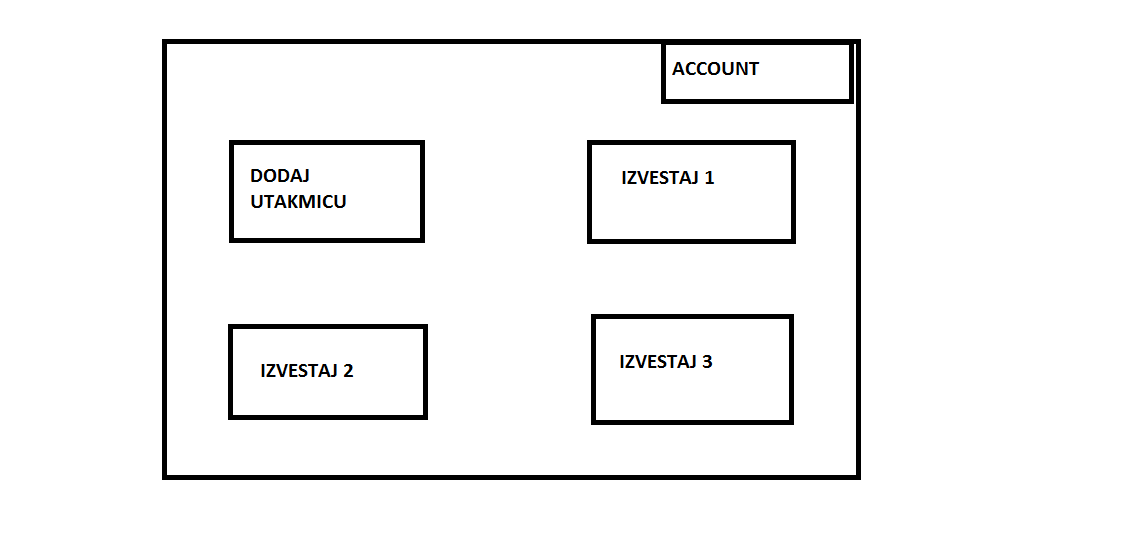 ACCOUNT
DODAJ
UTAKMICU
IZVESTAJ 1
IZVESTAJ 2
IZVESTAJ 3